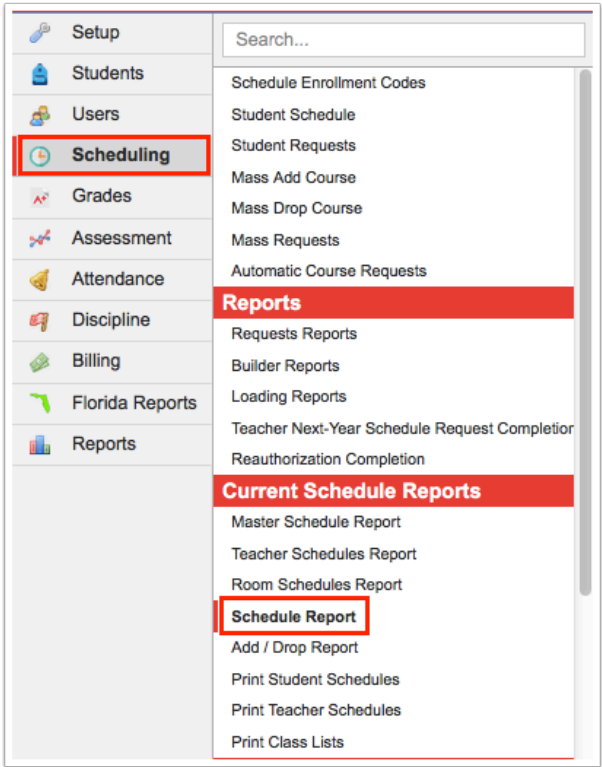 Setup
Students
Users
Scheduling
Grades
Assessment
Attendance
Discipline
Billing
Florida Reports
Reports
Search...
Schedule Enrollment Codes
Student Schedule
Student Requests
Mass Add Course
Mass Drop Course
Mass Requests
Automatic Course Requests
Reports
Requests Reports
Builder Reports
Loading Reports
Teacher Next-Year Schedule Request Completion
Reauthorization Completion
Current Schedule Reports
Master Schedule Report
Teacher Schedules Report
Room Schedules Report
Schedule Report
Add / Drop Report
Print Student Schedules
Print Teacher Schedules
Print Class Lists